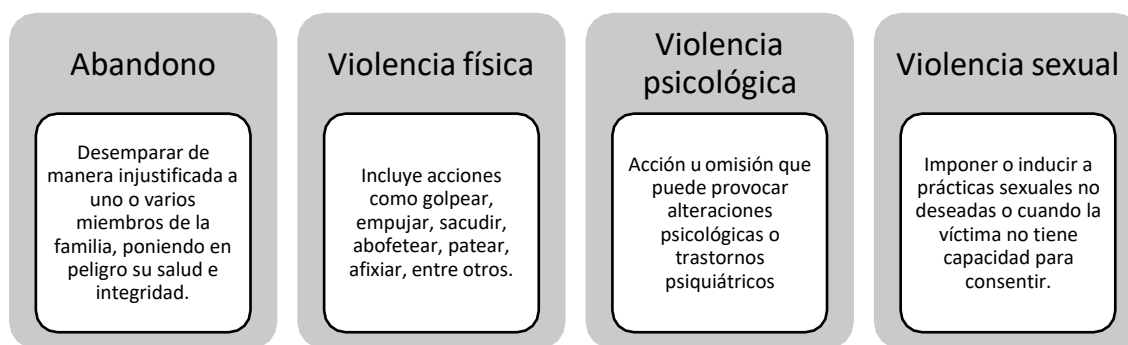 Abandono
Desemparar de
manera injustificada a
uno o varios
miembros de la
familia, poniendo en
peligro su salud e
integridad.
Violencia física
Incluye acciones
como golpear,
empujar, sacudir,
abofetear, patear,
afixiar, entre otros.
Violencia
psicológica
Acción u omisión que
puede provocar
alteraciones
psicológicas o
trastornos
psiquiátricos
Violencia sexual
Imponer o inducir a
prácticas sexuales no
deseadas o cuando la
víctima no tiene
capacidad para
consentir.